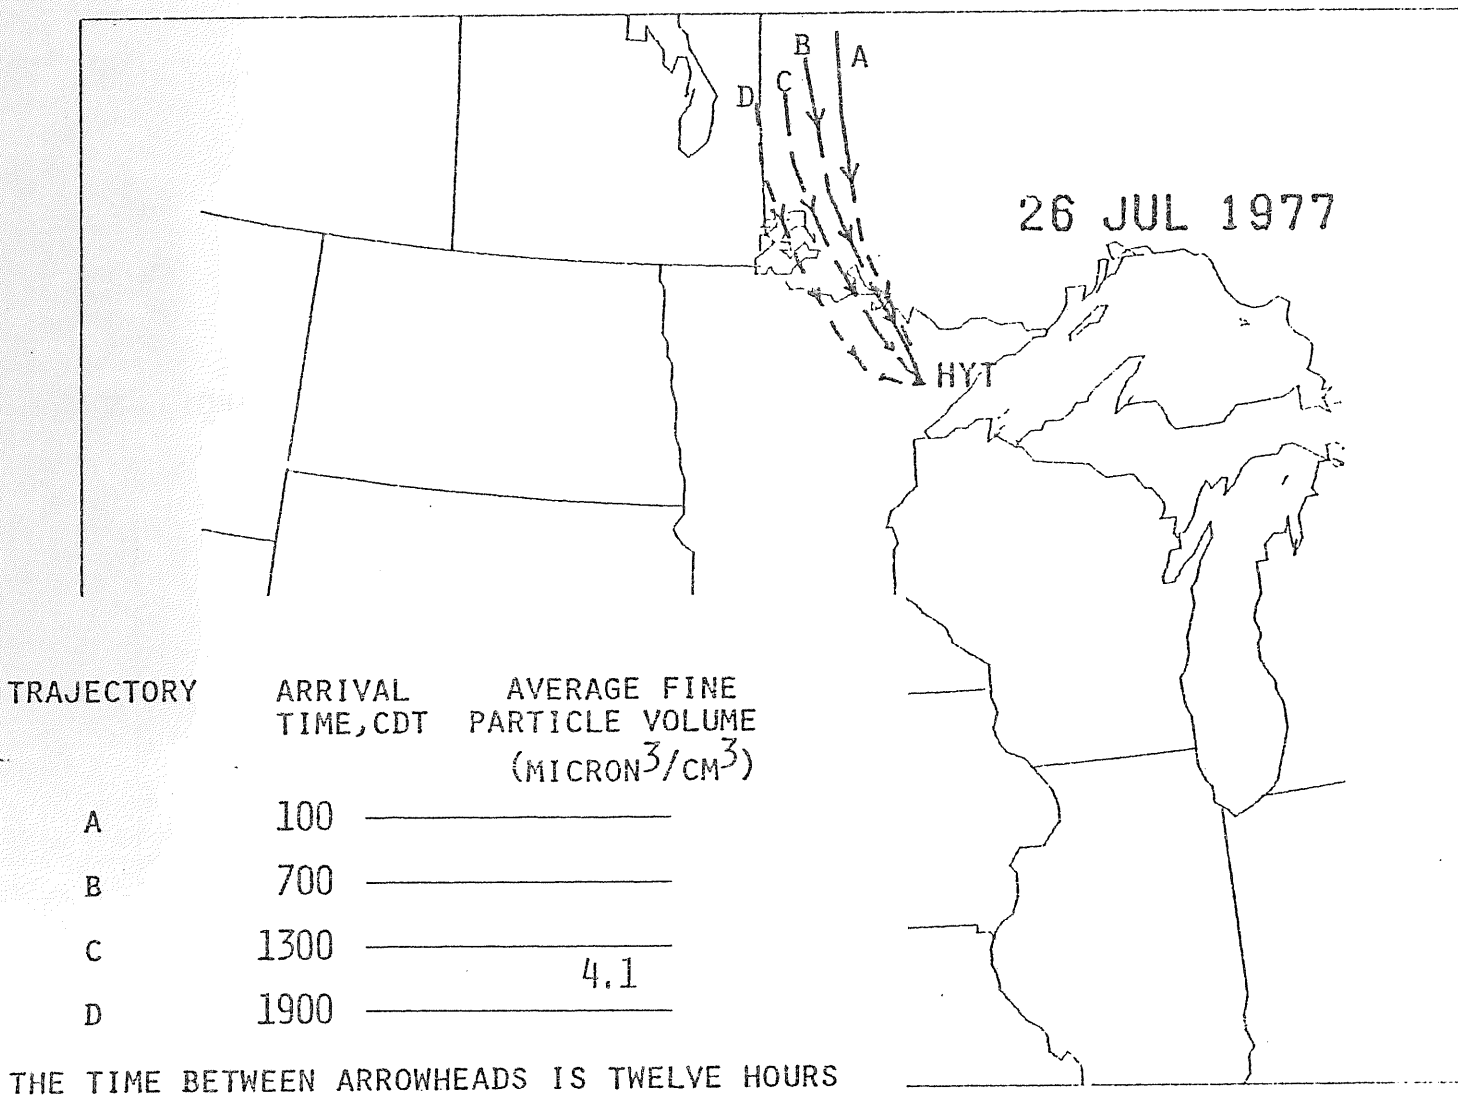 B
A
C
D
26 JUL 1977
HYT
TRAJECTORY ARRIVAL AVERAGE FINE
TIME,CDT PARTICLE VOLUME
(MICRON3/CM3)
A 100
B 700
C 1300
4.1
D 1900
THE TIME BETWEEN ARROWHEADS IS TWELVE HOURS